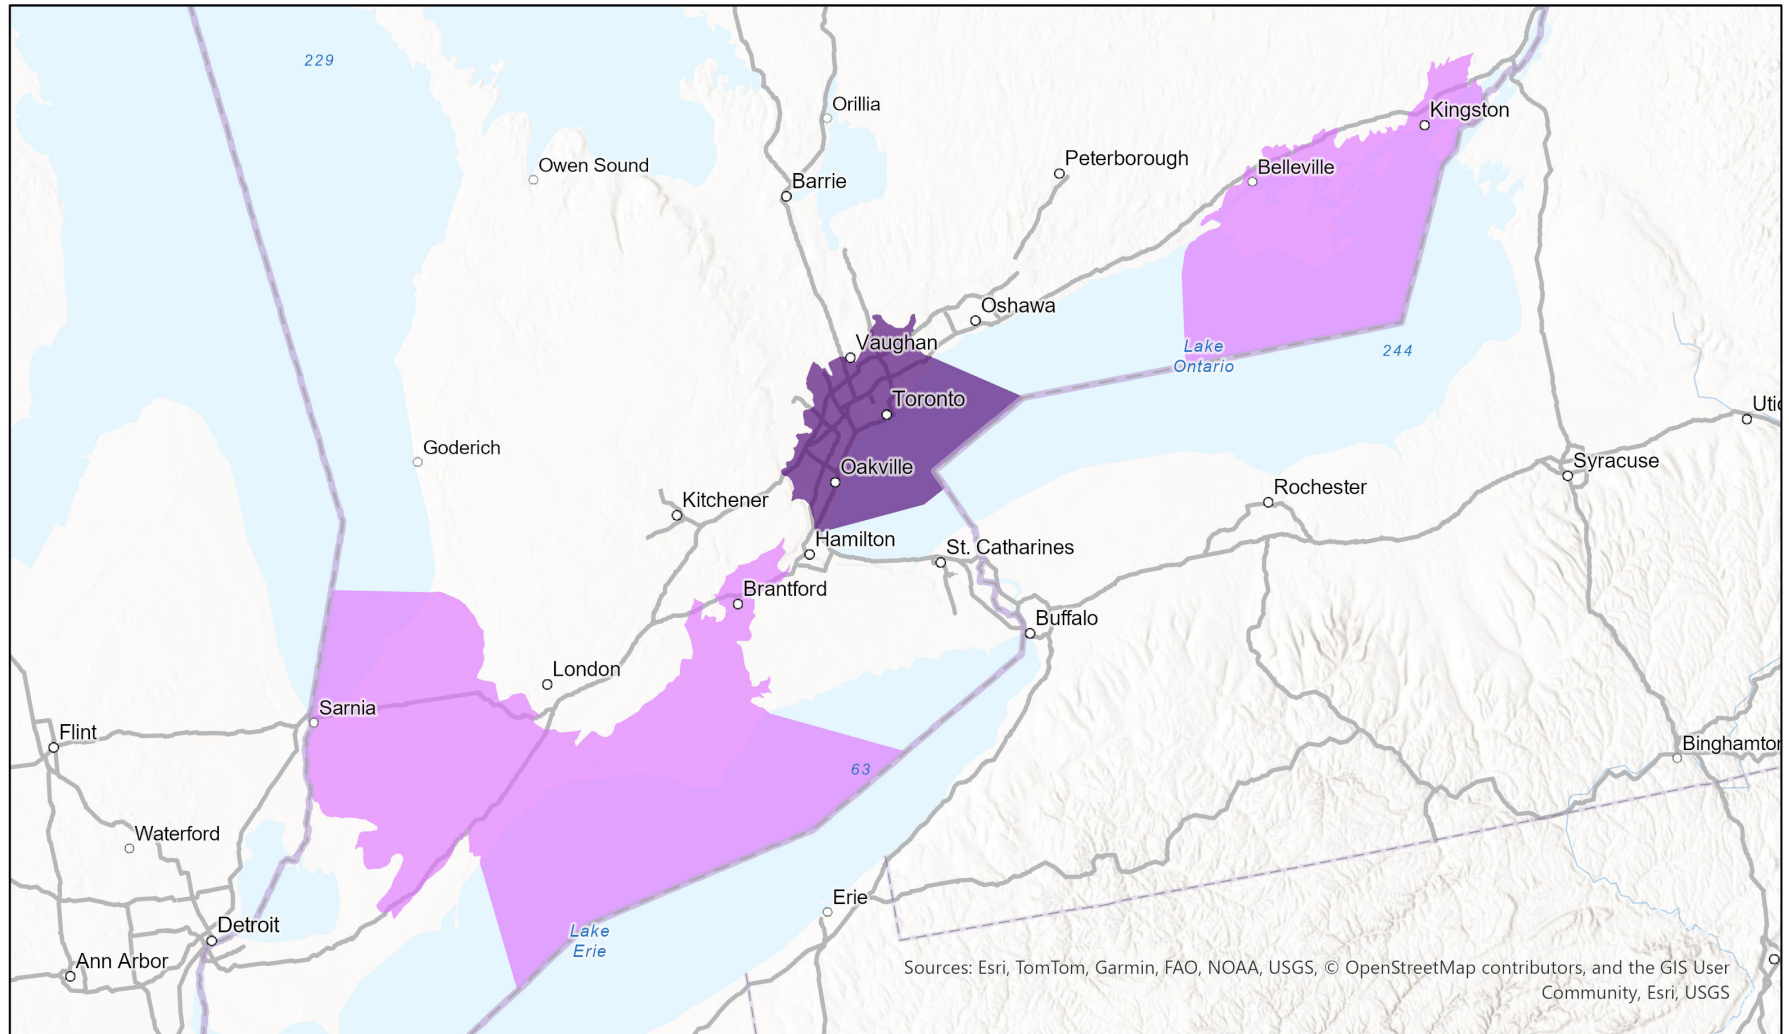 229
Orillia
Owen Sound
Barrie
Peterborough
Kingston
Belleville
Oshawa
Vaughan
Lake
Ontario
244
Toronto
Goderich
Oakville
Kitchener
Rochester
Syracuse
Hamilton
St. Catharines
Brantford
Buffalo
London
Sarnia
Flint
Binghamton
63
Waterford
Erie
Detroit
Lake
Erie
Ann Arbor
Sources: Esri, TomTom, Garmin, FAO, NOAA, USGS, © OpenStreetMap contributors, and the GIS User
Community, Esri, USGS